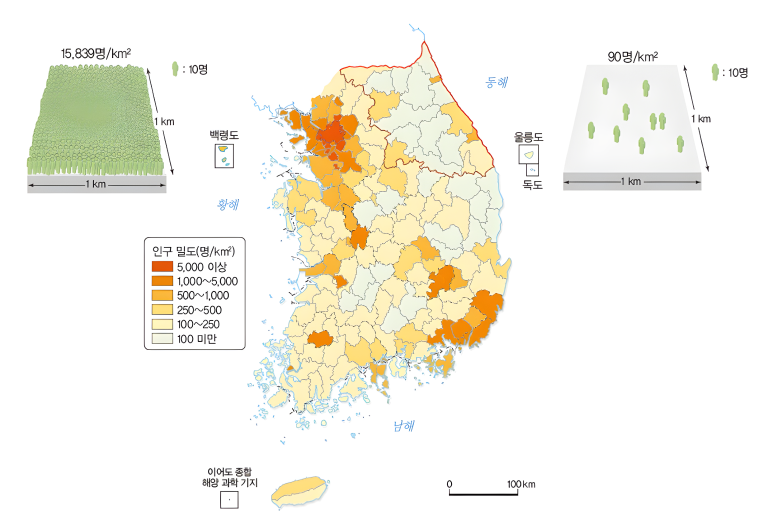 15,839명/km²
: 10명
1 km
1 km
90명/km²
: 10명
1 km
1 km
동해
백령도
울릉도
독도
황해
인구 밀도(명/km²)
5,000 이상
1,000~5,000
500~1,000
250~500
100~250
100 미만
남해
이어도 종합
해양 과학 기지
0 100 km